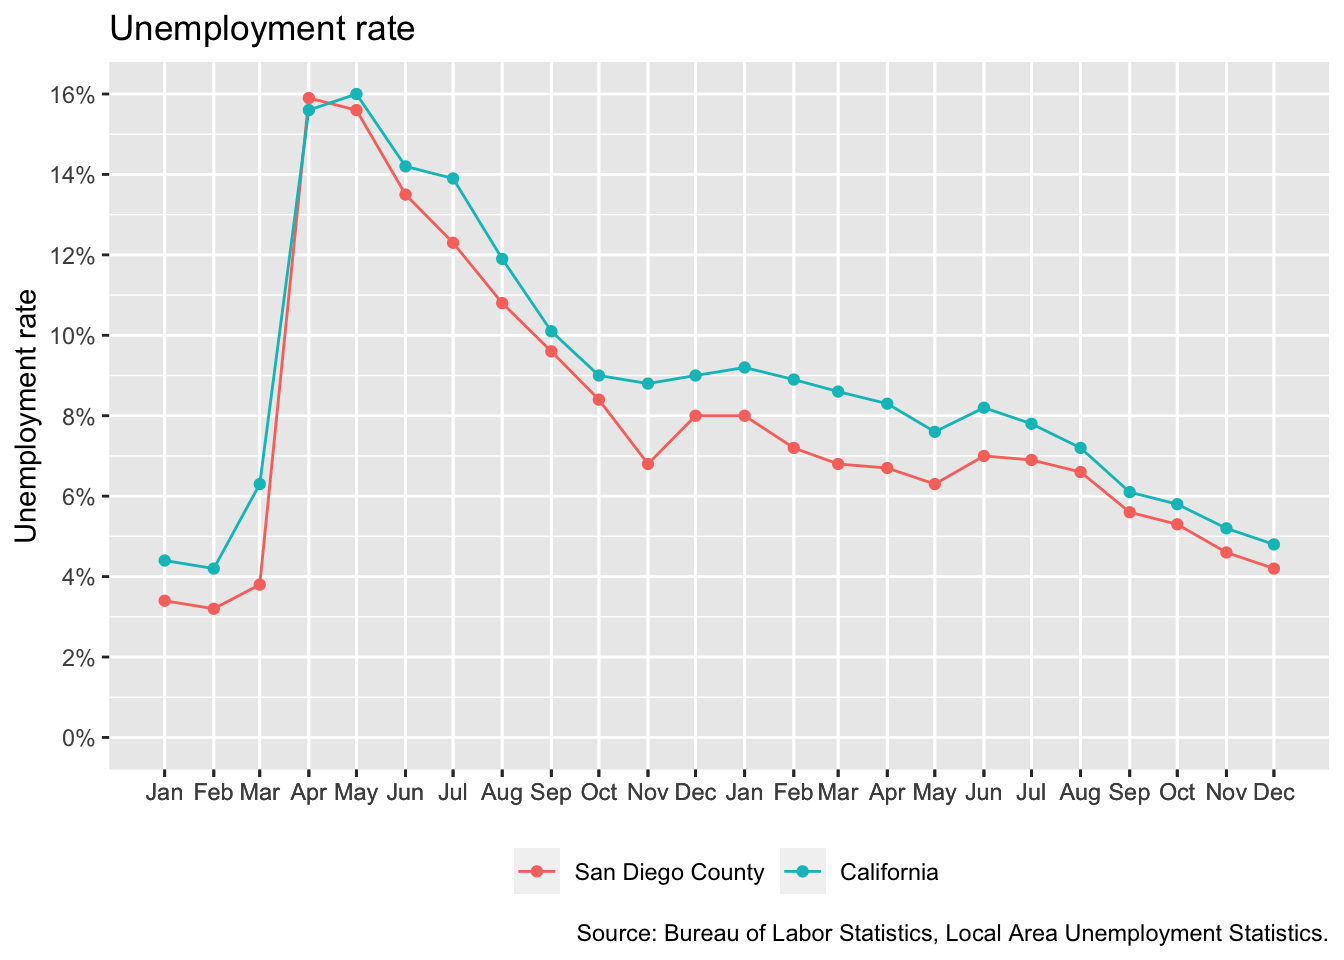 Unemployment rate
Unemployment rate
16%
14%
12%
10%
8%
6%
4%
2%
0%
Jan Feb Mar Apr May Jun Jul Aug Sep Oct Nov Dec Jan Feb Mar Apr May Jun Jul Aug Sep Oct Nov Dec
San Diego County California
Source: Bureau of Labor Statistics, Local Area Unemployment Statistics.